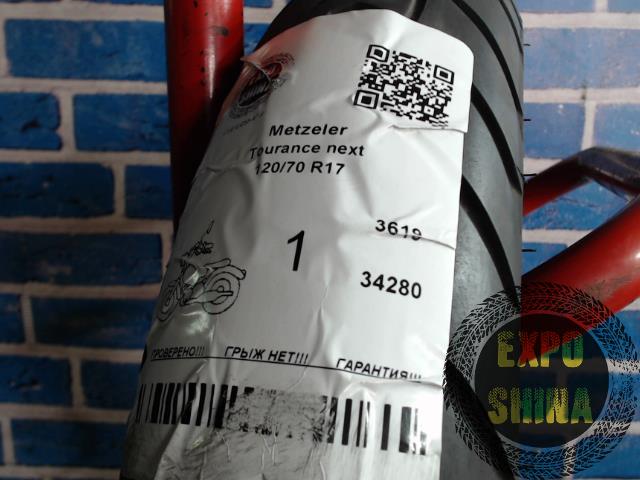 Metzeler
Tourance next
120/70 R17
3619
1
34280
ПРОВЕРЕНО!!! ГРЫЖ НЕТ!!! ГАРАНТИЯ!!!
EXPO
SHINA